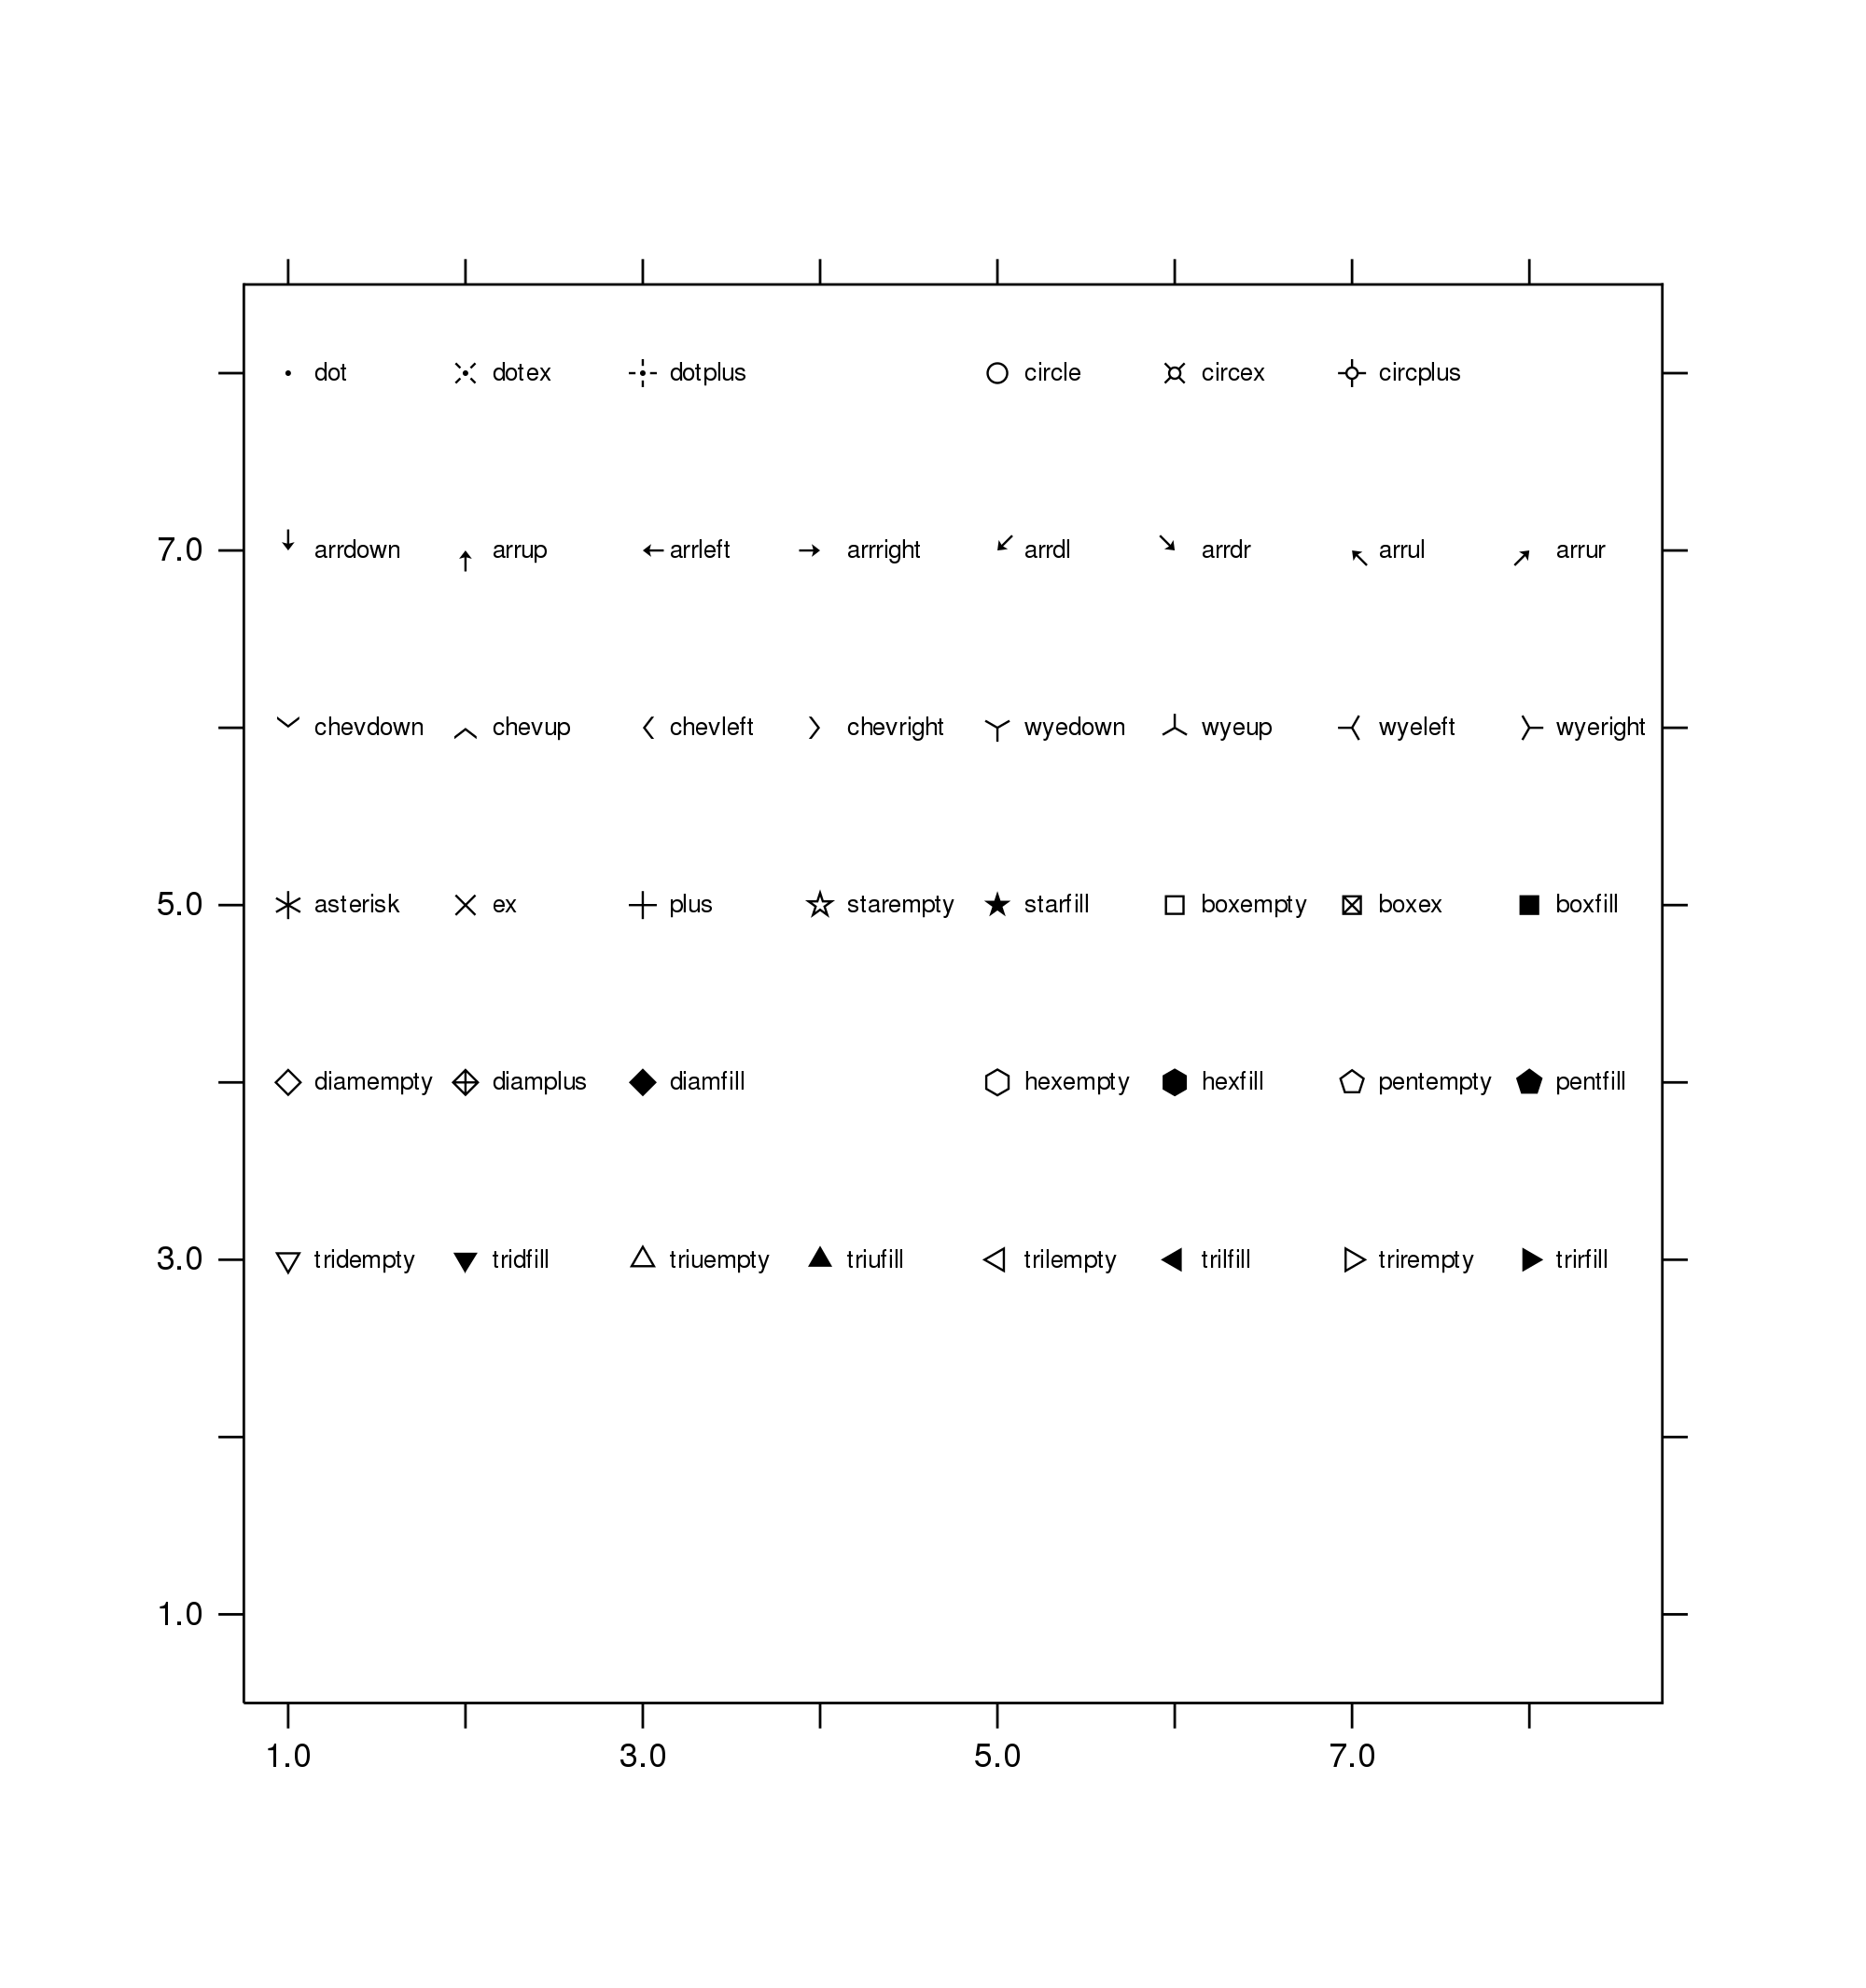 dot dotex dotplus circle circex circplus
7.0 arrdown arrup arrleft arrright arrdl arrdr arrul arrur
chevdown chevup chevleft chevright wyedown wyeup wyeleft wyeright
5.0 asterisk ex plus starempty starfill boxempty boxex boxfill
diamempty diamplus diamfill hexempty hexfill pentempty pentfill
3.0 tridempty tridfill triuempty triufill trilempty trilfill trirempty trirfill
1.0
1.0 3.0 5.0 7.0